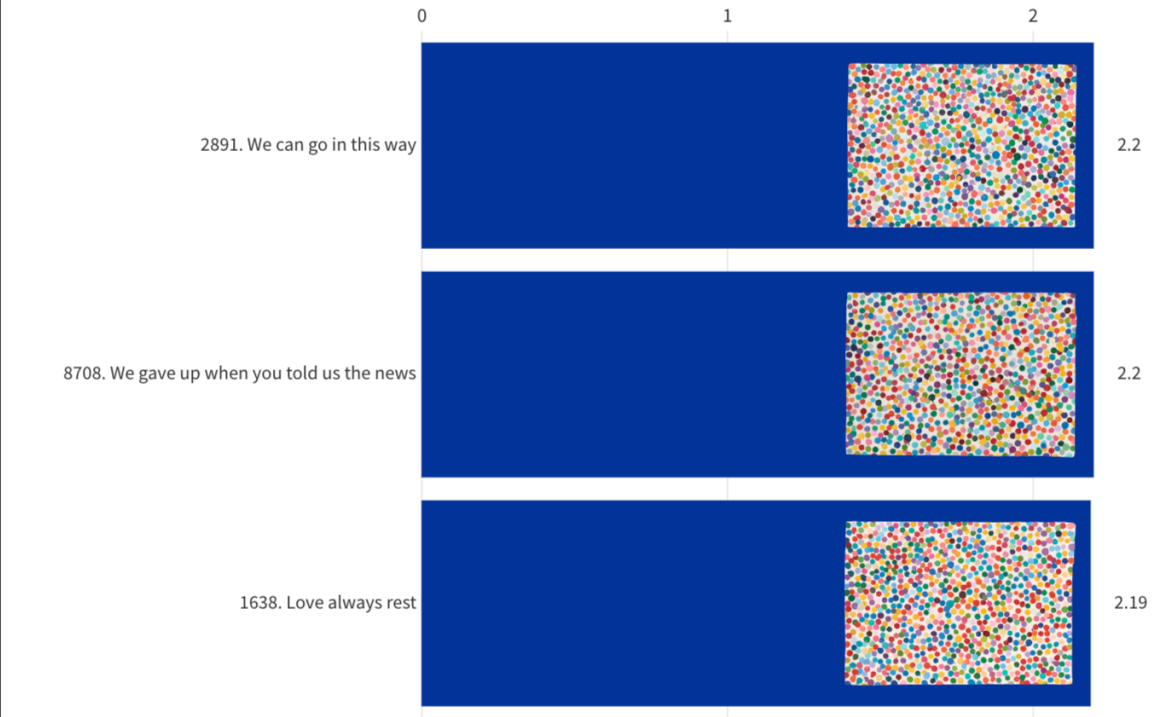 0 1 2
2891. We can go in this way 2.2
8708. We gave up when you told us the news 2.2
1638. Love always rest 2.19